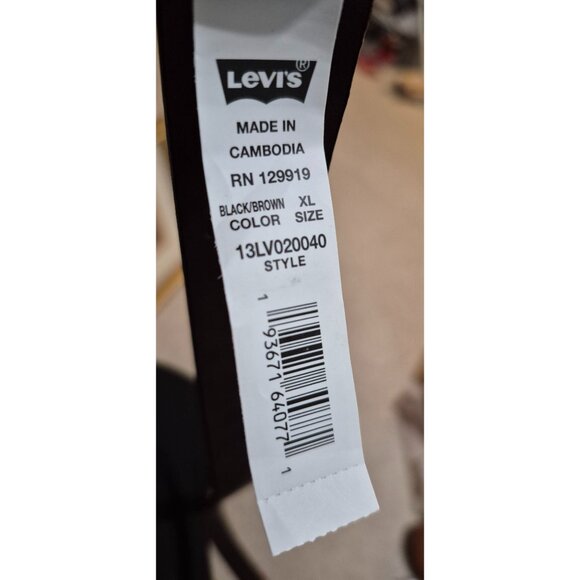 LEVI'S®
MADE IN
CAMBODIA
RN 129919
BLACK/BROWN XL
COLOR SIZE
13LV020040
STYLE
1 93671 64077 1